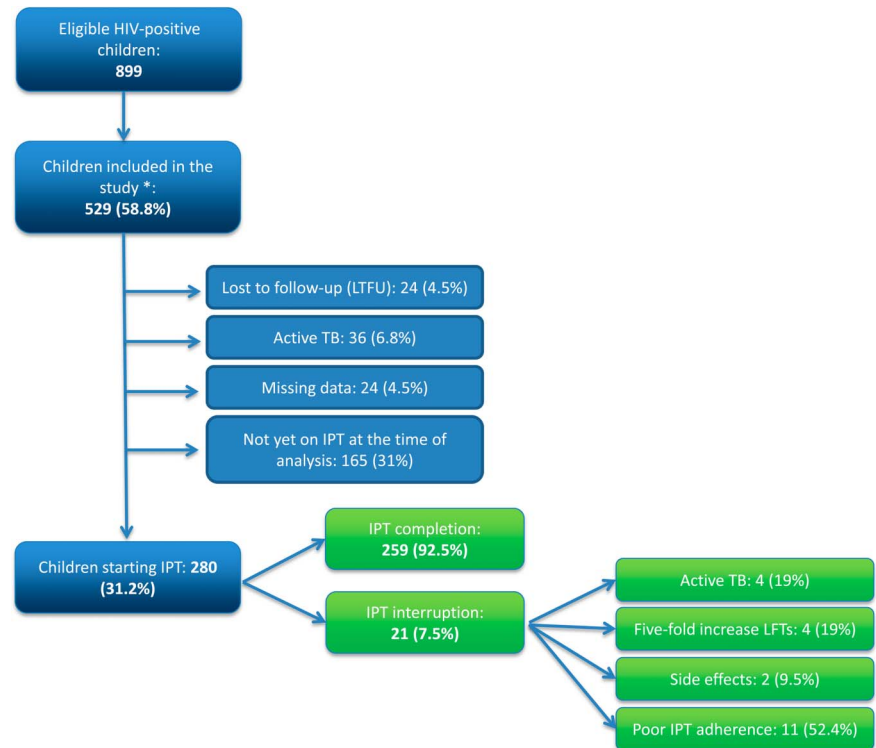 Eligible HIV-positive
children:
899
Children included in the
study *:
529 (58.8%)
Lost to follow-up (LTFU): 24 (4.5%)
Active TB: 36 (6.8%)
Missing data: 24 (4.5%)
Not yet on IPT at the time of
analysis: 165 (31%)
Children starting IPT: 280
(31.2%)
IPT completion:
259 (92.5%)
IPT interruption:
21 (7.5%)
Active TB: 4 (19%)
Five-fold increase LFTs: 4 (19%)
Side effects: 2 (9.5%)
Poor IPT adherence: 11 (52.4%)